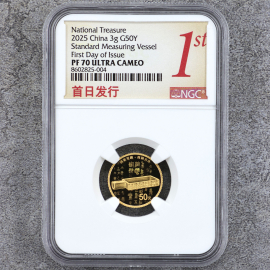 National Treasure
2025 China 3g G50Y
Standard Measuring Vessel
First Day of Issue
PF 70 ULTRA CAMEO
8602825-004
首日发行
1st
NGC
50